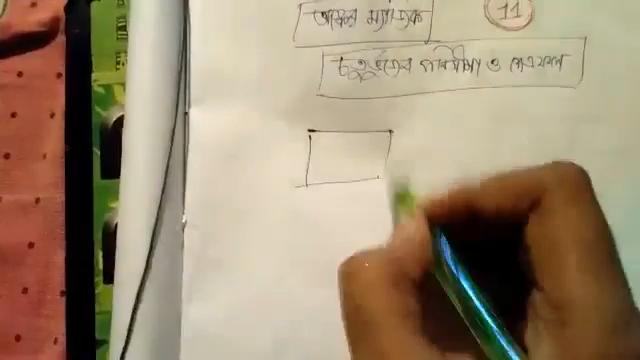 অঙ্কের ম্যাজিক
11
চতুর্ভুজের পরিসীমা ও ক্ষেত্রফল